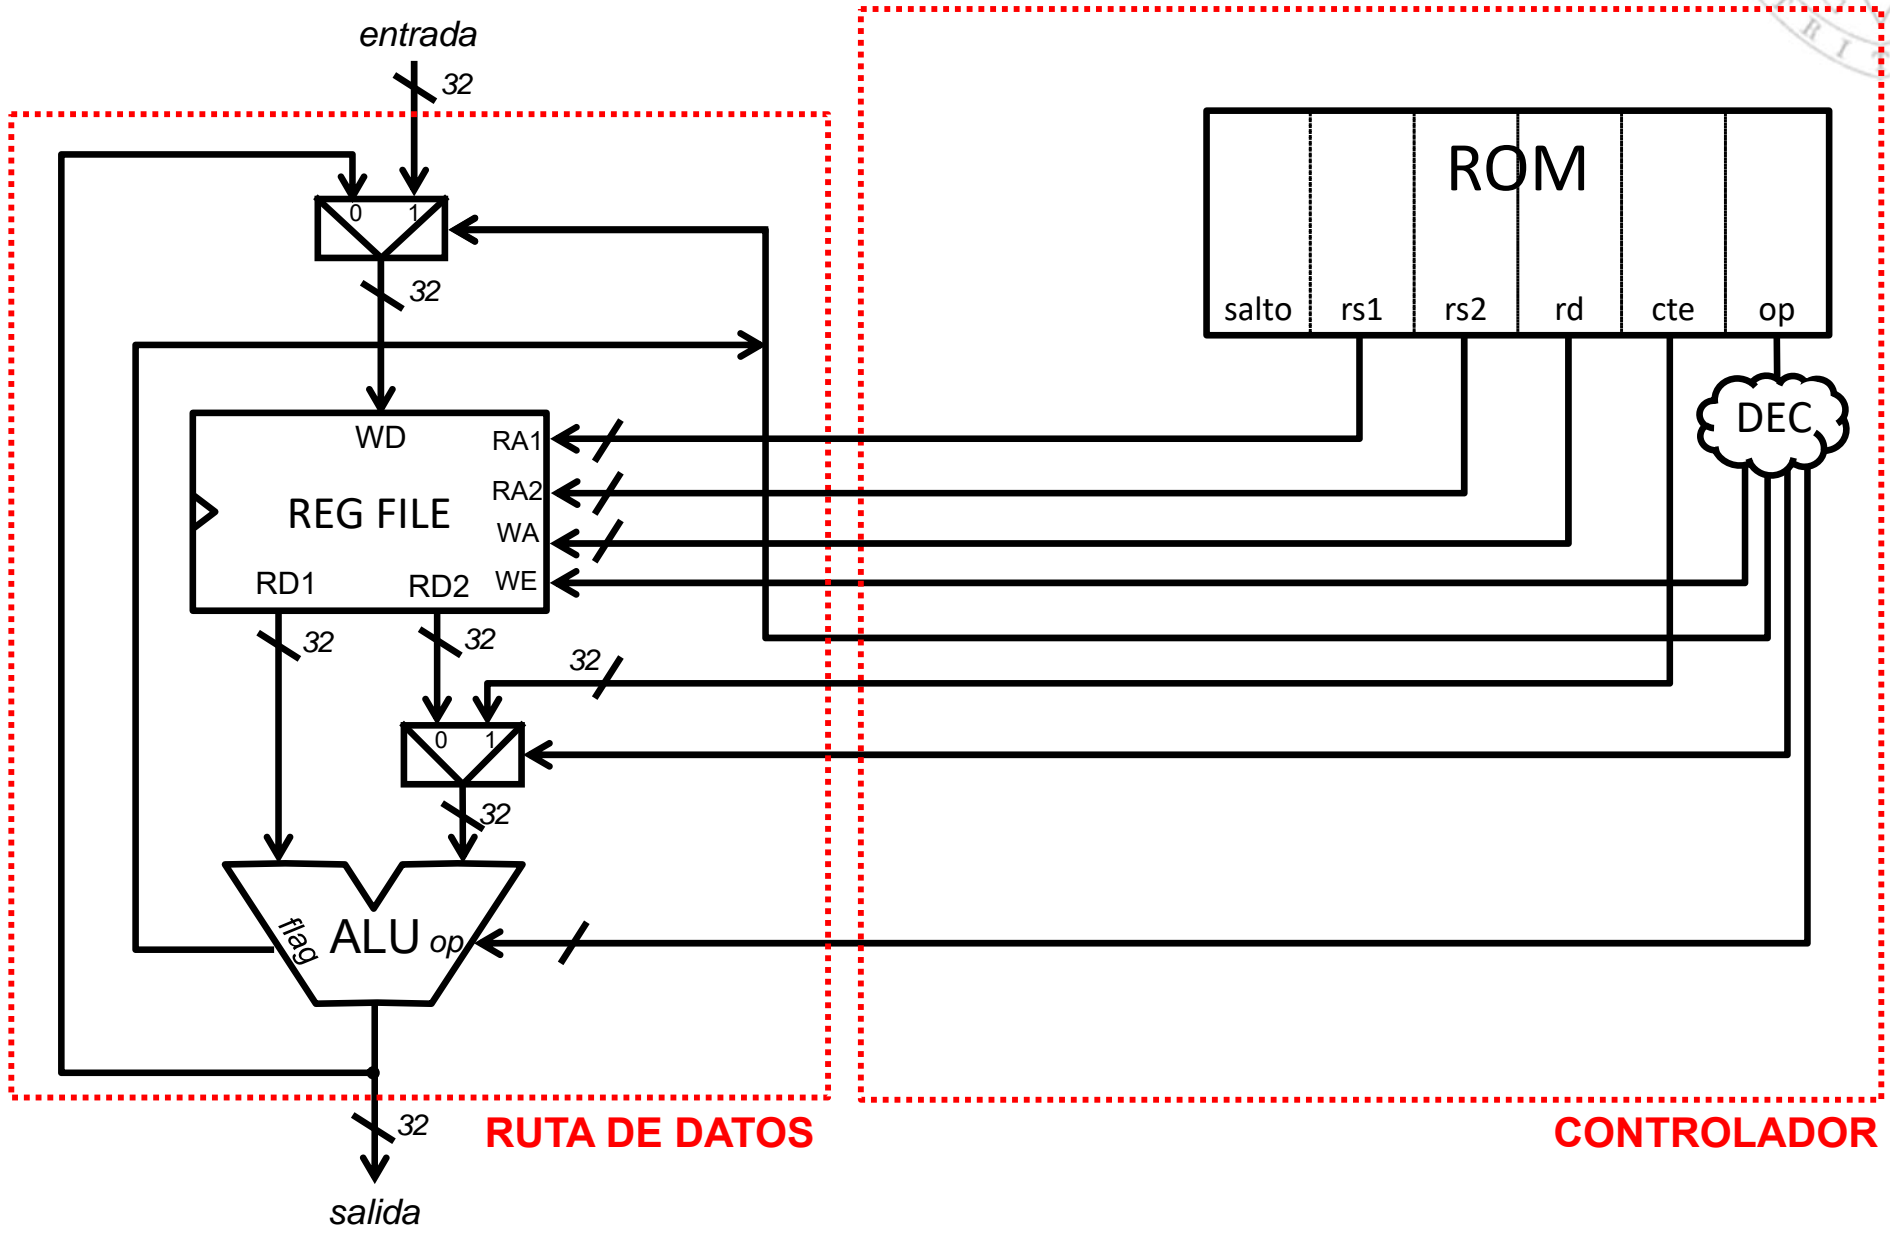 entrada
32
ROM
0 1
32
salto rs1 rs2 rd cte op
WD
RA1
DEC
RA2
REG FILE
WA
WE
RD1 RD2
32 32
32
0 1
32
flag ALU op
32
RUTA DE DATOS
CONTROLADOR
salida